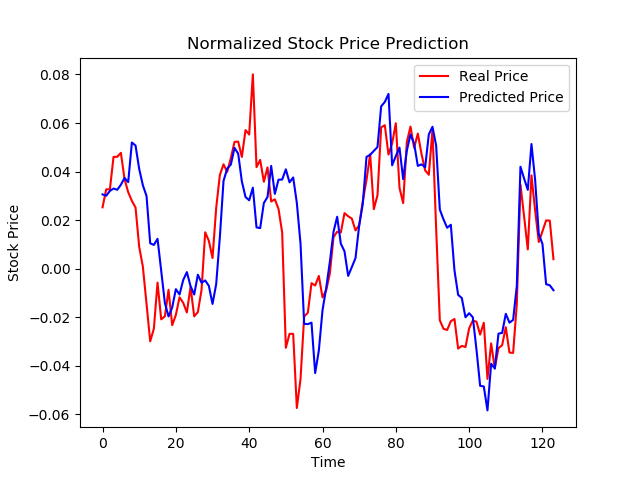 Normalized Stock Price Prediction
Real Price
Predicted Price
0.08
0.06
0.04
0.02
0.00
−0.02
−0.04
−0.06
Stock Price
0 20 40 60 80 100 120
Time